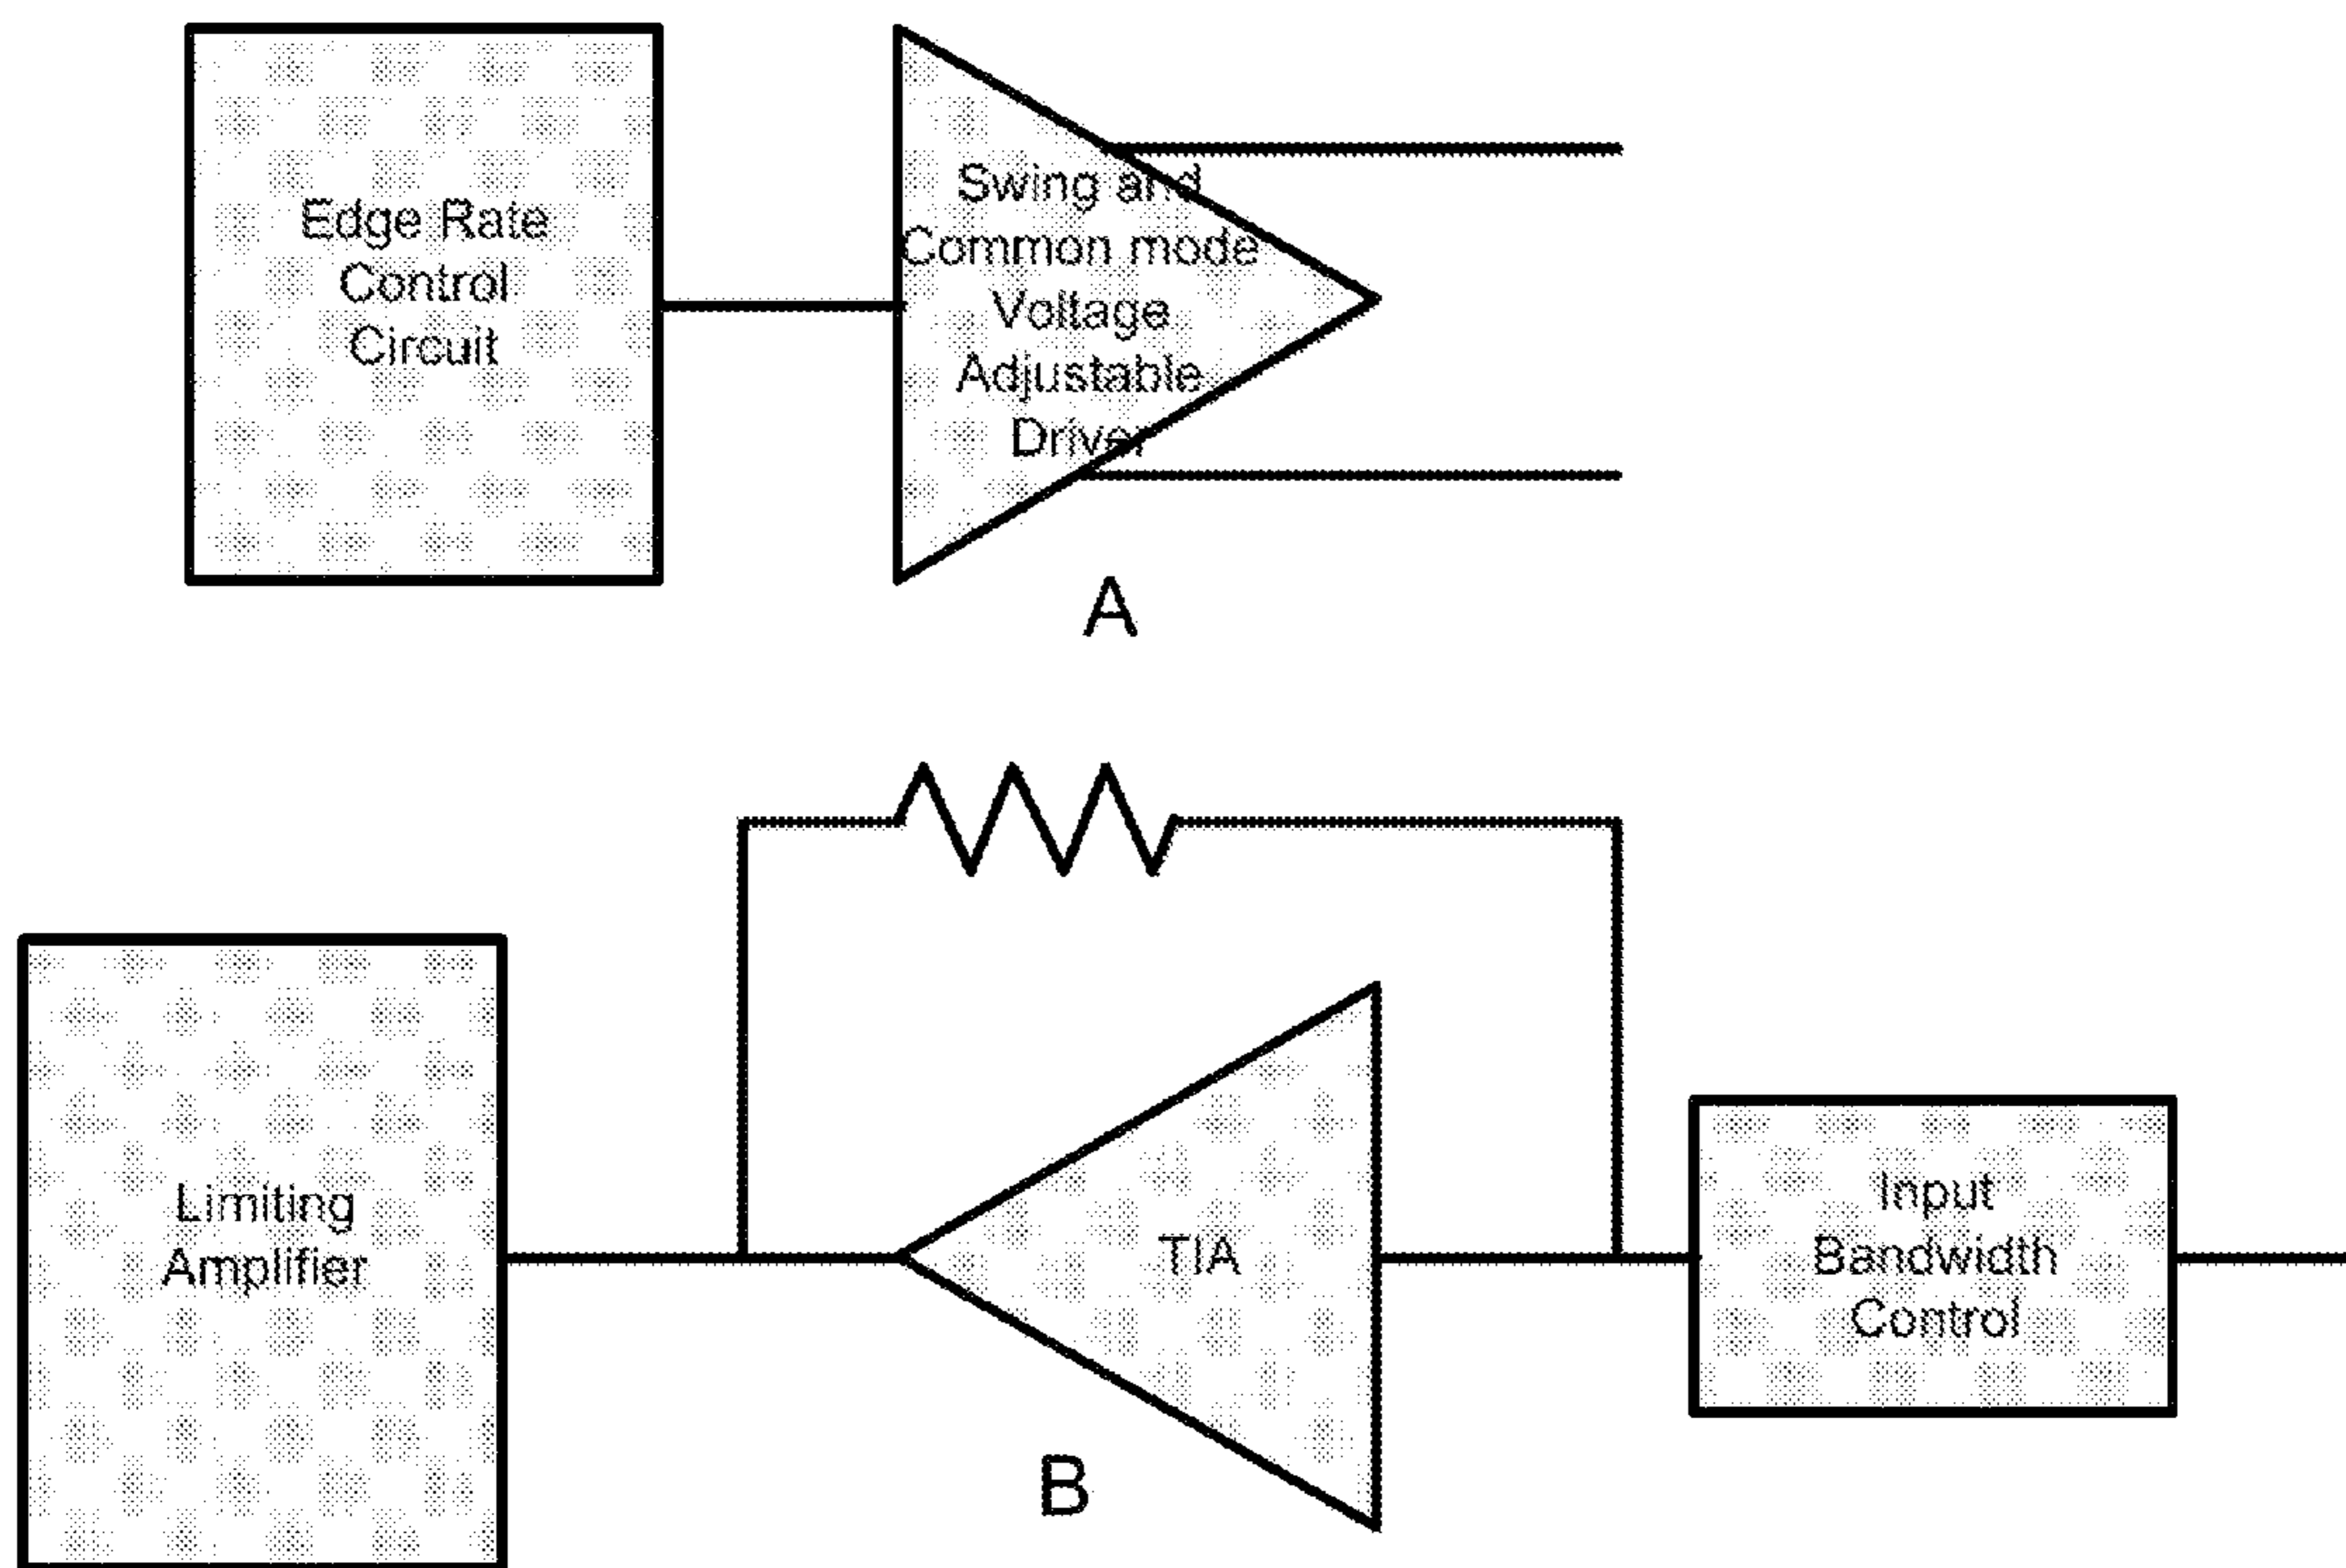 Edge Rate
Control
Circuit
Swing and
Common mode
Voltage
Adjustable
Driver
A
Limiting
Amplifier
TIA
Input
Bandwidth
Control
B